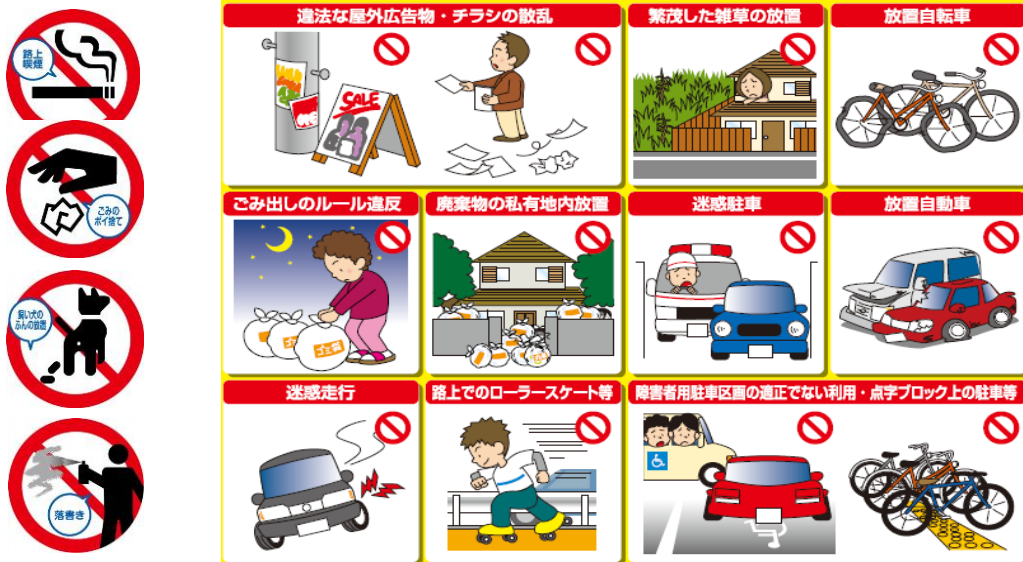 路上
喫煙
ごみの
ポイ捨て
飼い犬の
ふんの放置
落書き
違法な屋外広告物・チラシの散乱
SALE
繁茂した雑草の放置
放置自転車
ごみ出しのルール違反
ゴミ袋
廃棄物の私有地内放置
迷惑駐車
放置自動車
迷惑走行
路上でのローラースケート等
障害者用駐車区画の適正でない利用・点字ブロック上の駐車等